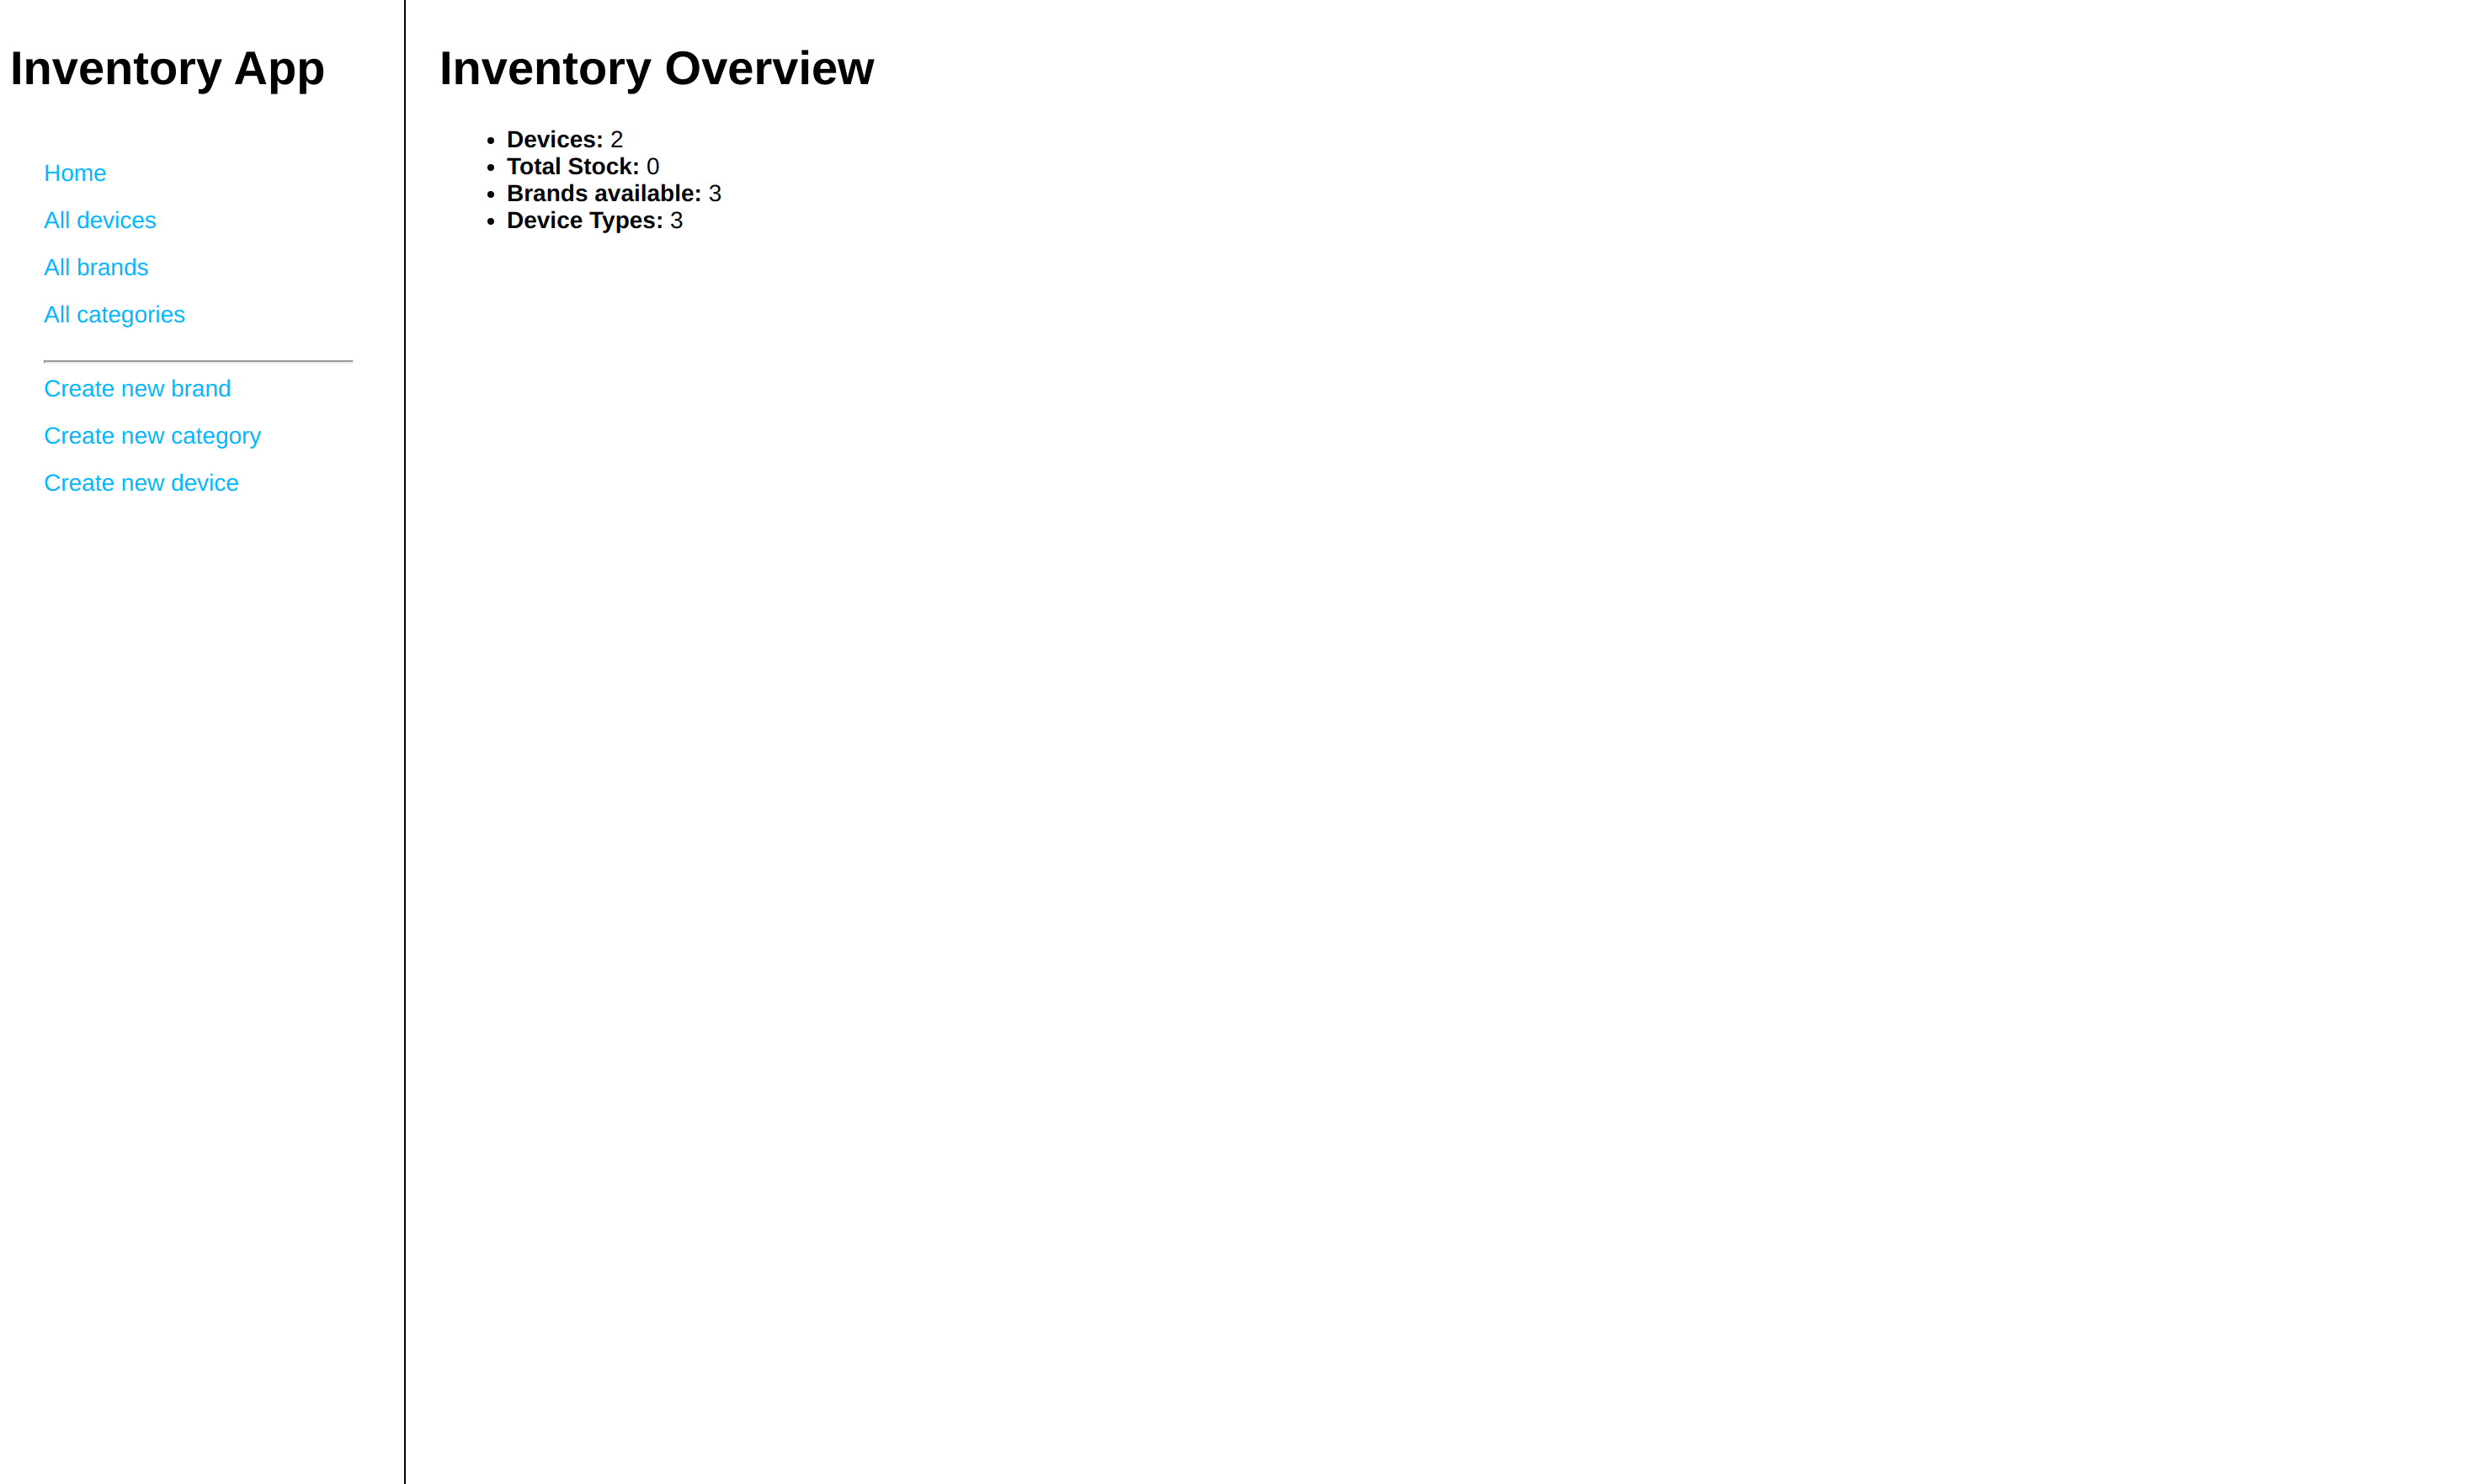 Inventory App
Home
All devices
All brands
All categories
Create new brand
Create new category
Create new device
Inventory Overview
Devices: 2
Total Stock: 0
Brands available: 3
Device Types: 3